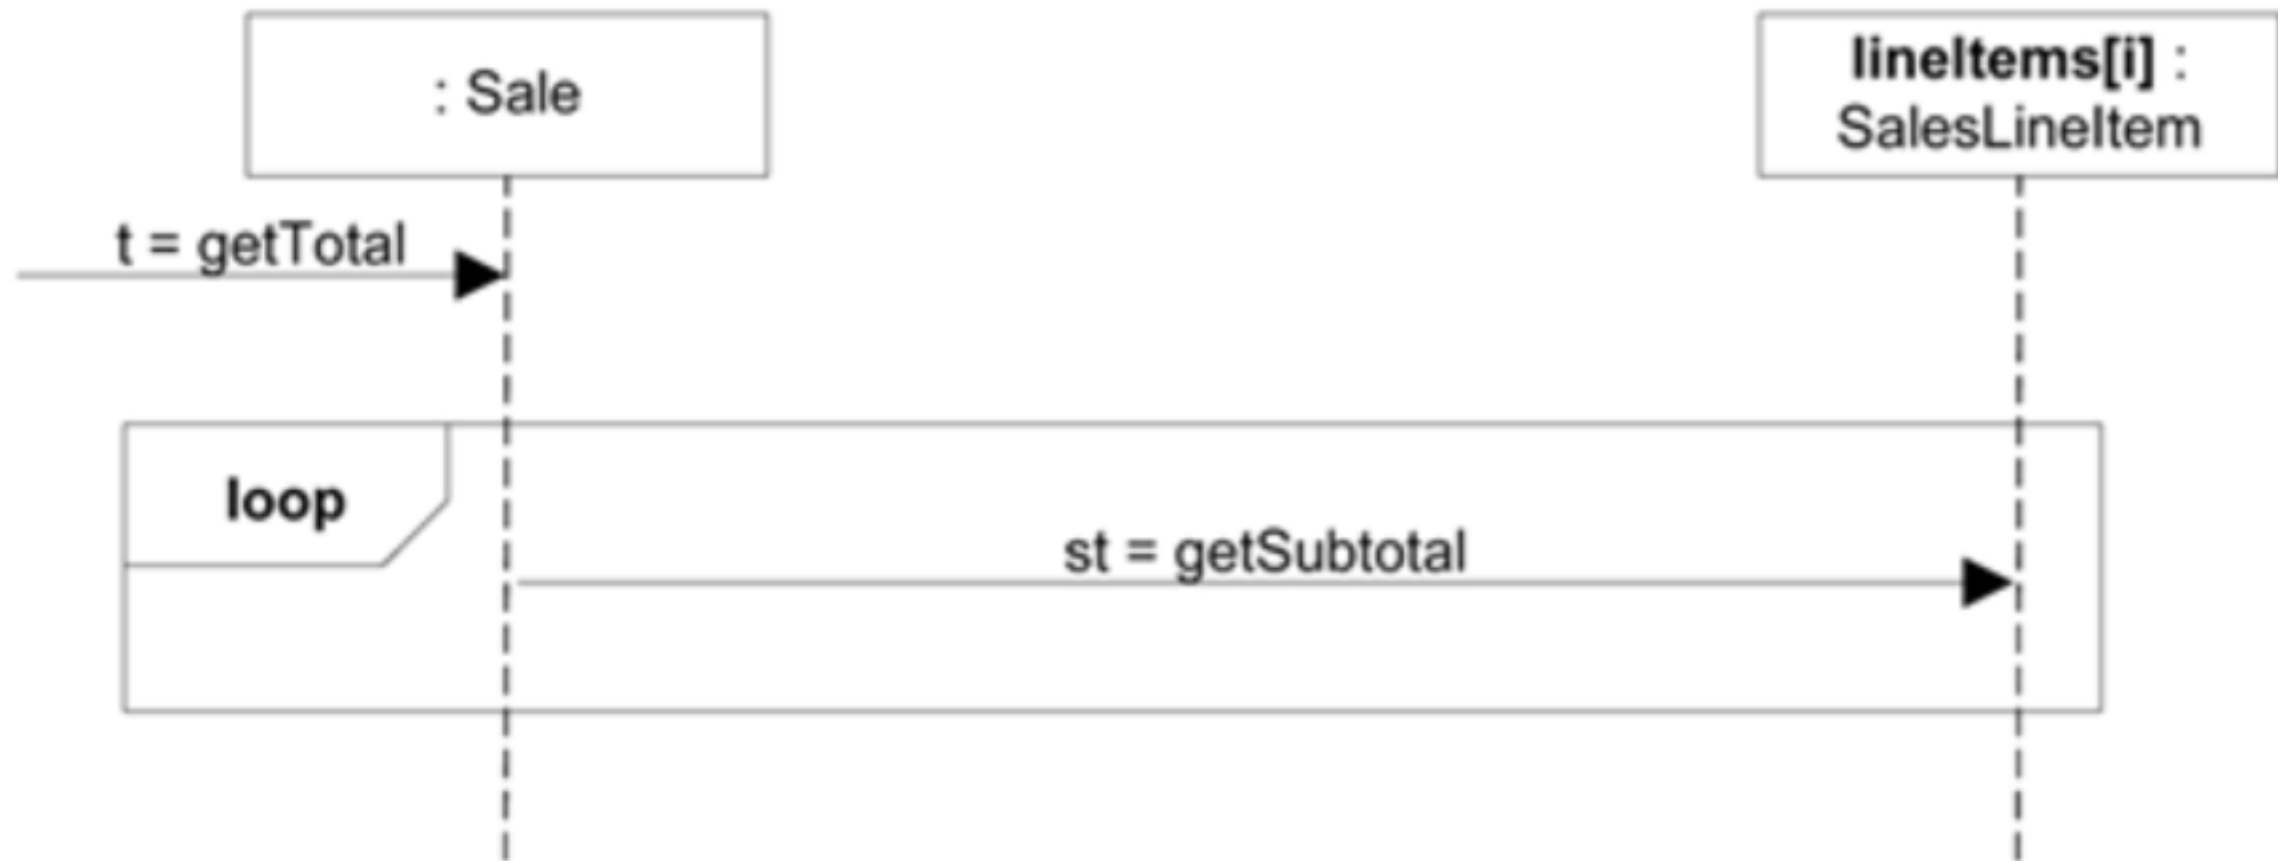 : Sale
lineItems[i] :
SalesLineItem
t = getTotal
loop
st = getSubtotal